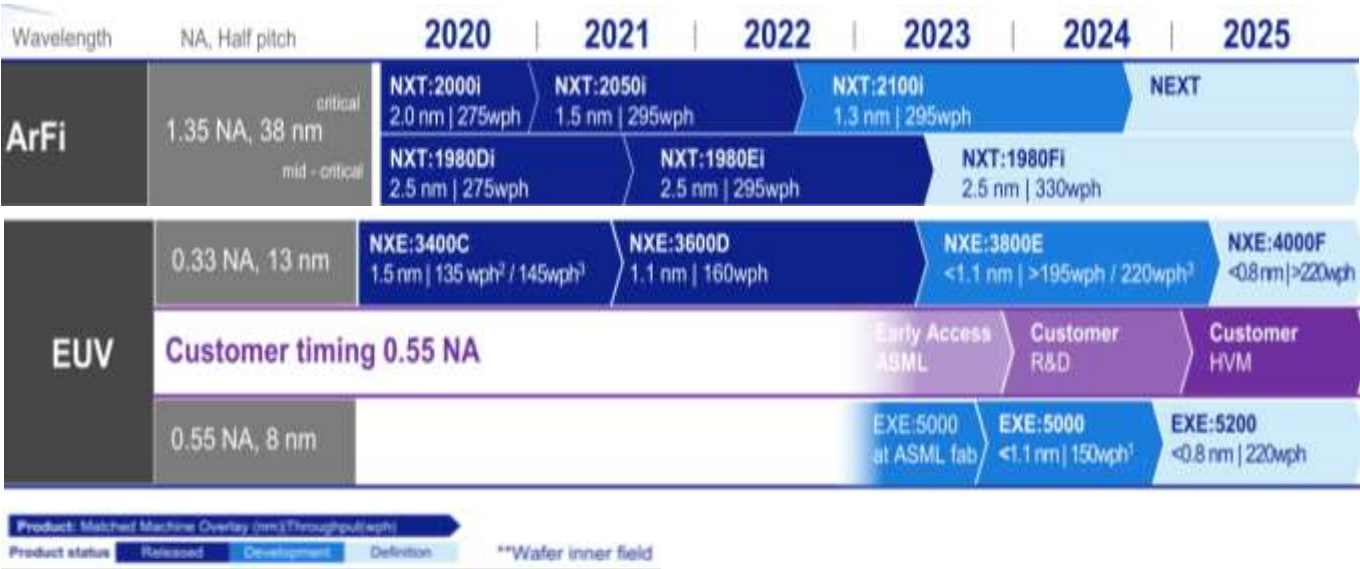 Wavelength NA, Half pitch 2020 | 2021 | 2022 | 2023 | 2024 | 2025
ArFi
1.35 NA, 38 nm
critical
mid - critical
NXT:2000i
2.0 nm | 275wph
NXT:2050i
1.5 nm | 295wph
NXT:2100i
1.3 nm | 295wph
NEXT
NXT:1980Di
2.5 nm | 275wph
NXT:1980Ei
2.5 nm | 295wph
NXT:1980Fi
2.5 nm | 330wph
EUV
0.33 NA, 13 nm
NXE:3400C
1.5 nm | 135 wph² / 145wph³
NXE:3600D
1.1 nm | 160wph
NXE:3800E
<1.1 nm | >195wph / 220wph³
NXE:4000F
<0.8 nm | >220wph
Customer timing 0.55 NA
Early Access
ASML
Customer
R&D
Customer
HVM
0.55 NA, 8 nm
EXE:5000
at ASML fab
EXE:5000
<1.1 nm | 150wph¹
EXE:5200
<0.8 nm | 220wph
Product: Matched Machine Overlay (nm)|Throughput(wph)
Product status Released Development Definition
**Wafer inner field